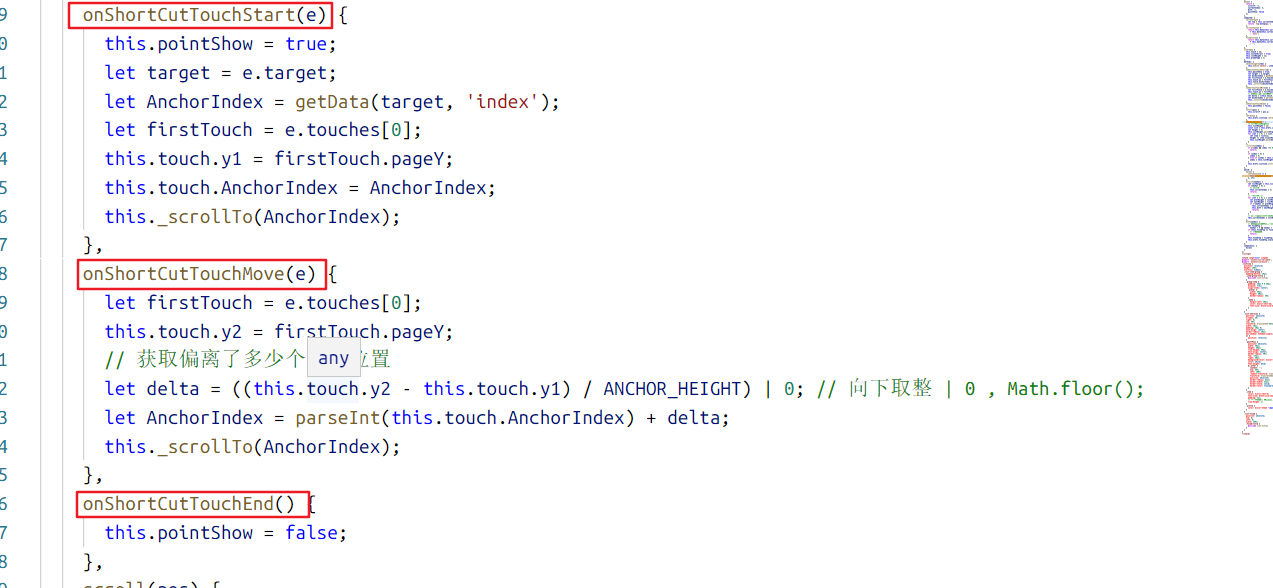 9 onShortCutTouchStart(e) {
0 this.pointShow = true;
1 let target = e.target;
2 let AnchorIndex = getData(target, 'index');
3 let firstTouch = e.touches[0];
4 this.touch.y1 = firstTouch.pageY;
5 this.touch.AnchorIndex = AnchorIndex;
6 this._scrollTo(AnchorIndex);
7 },
8 onShortCutTouchMove(e) {
9 let firstTouch = e.touches[0];
0 this.touch.y2 = firstTouch.pageY;
1 // 获取偏离了多少个 any 位置
2 let delta = ((this.touch.y2 - this.touch.y1) / ANCHOR_HEIGHT) | 0; // 向下取整 | 0 , Math.floor();
3 let AnchorIndex = parseInt(this.touch.AnchorIndex) + delta;
4 this._scrollTo(AnchorIndex);
5 },
6 onShortCutTouchEnd() {
7 this.pointShow = false;
8 },
scroll(pos) {